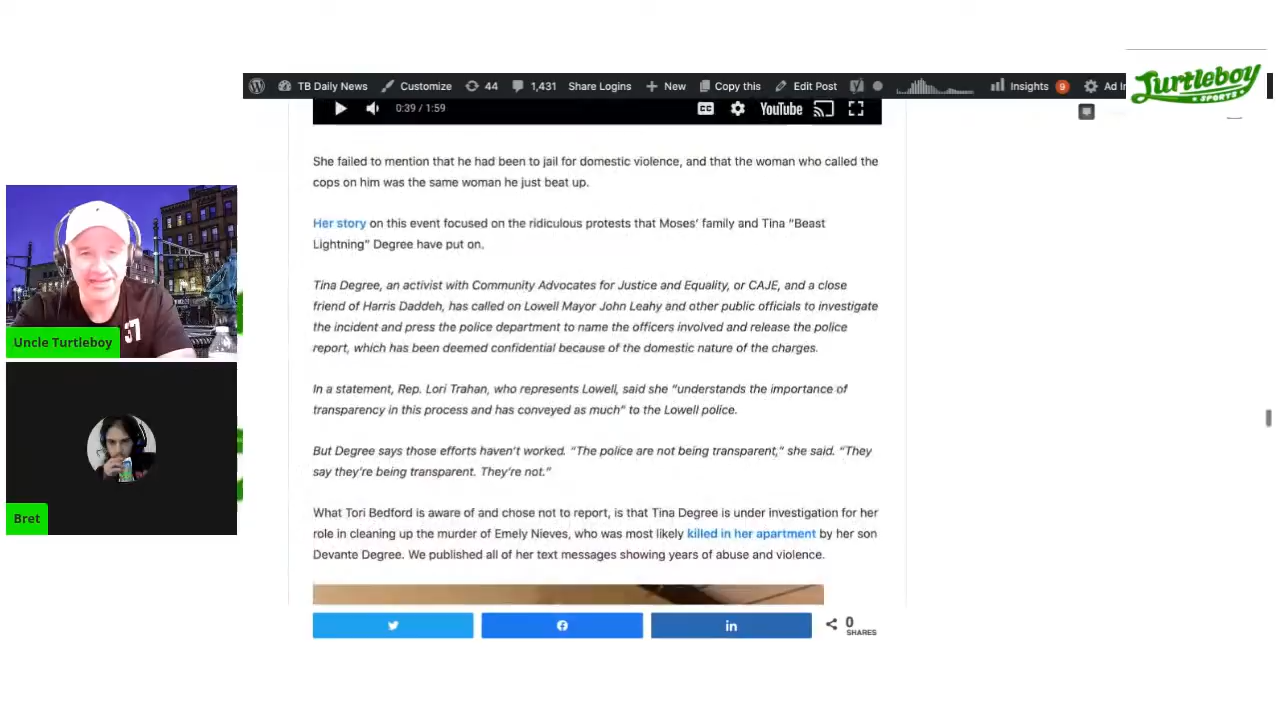 Turtleboy
SPORTS
TB Daily News
Customize
44
1,431
Share Logins
New
Copy this
Edit Post
Insights
9
Ad In
0:39 / 1:59
CC
YouTube
She failed to mention that he had been to jail for domestic violence, and that the woman who called the
cops on him was the same woman he just beat up.
Her story on this event focused on the ridiculous protests that Moses’ family and Tina “Beast
Lightning” Degree have put on.
Tina Degree, an activist with Community Advocates for Justice and Equality, or CAJE, and a close
friend of Harris Daddeh, has called on Lowell Mayor John Leahy and other public officials to investigate
the incident and press the police department to name the officers involved and release the police
report, which has been deemed confidential because of the domestic nature of the charges.
In a statement, Rep. Lori Trahan, who represents Lowell, said she “understands the importance of
transparency in this process and has conveyed as much” to the Lowell police.
But Degree says those efforts haven’t worked. “The police are not being transparent,” she said. “They
say they’re being transparent. They’re not.”
What Tori Bedford is aware of and chose not to report, is that Tina Degree is under investigation for her
role in cleaning up the murder of Emely Nieves, who was most likely killed in her apartment by her son
Devante Degree. We published all of her text messages showing years of abuse and violence.
in
0
SHARES
37
Uncle Turtleboy
Bret